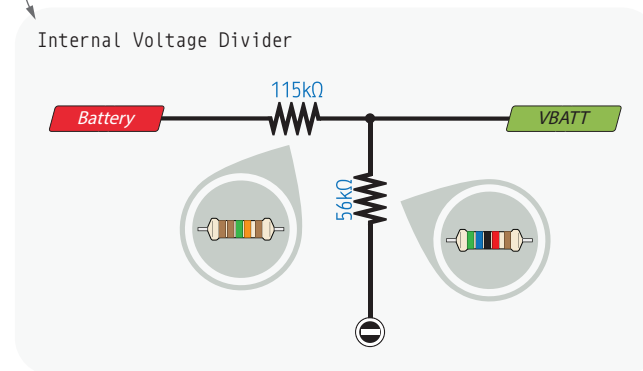 Internal Voltage Divider
115kΩ
Battery
VBATT
56kΩ